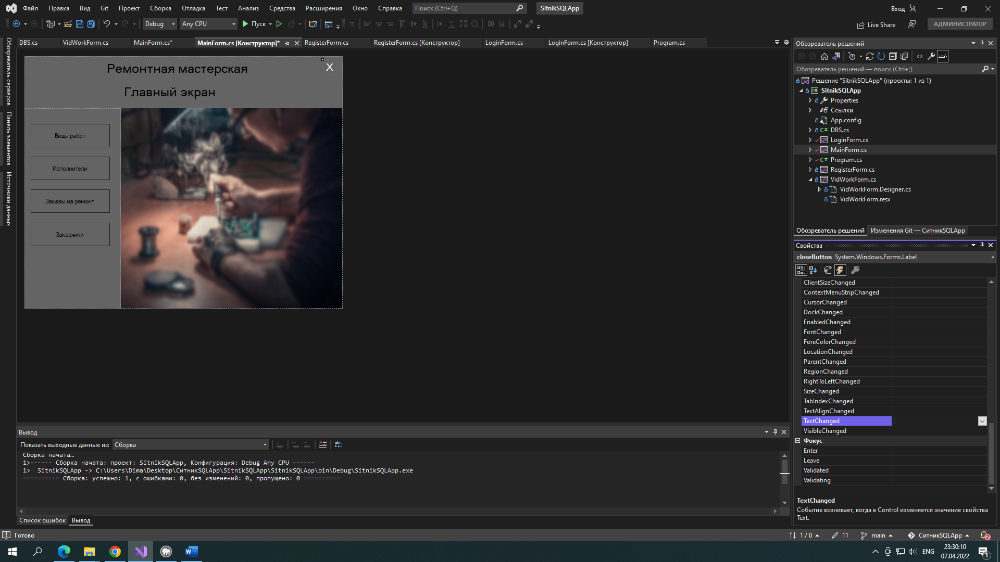 Файл Правка Вид Git Проект Сборка Отладка Тест Анализ Средства Расширения Окно Справка Поиск (Ctrl+Q) SitnikSQLApp Вход
Debug Any CPU Пуск Live Share АДМИНИСТРАТОР
DBS.cs VidWorkForm.cs MainForm.cs* MainForm.cs [Конструктор]* RegisterForm.cs RegisterForm.cs [Конструктор] LoginForm.cs LoginForm.cs [Конструктор] Program.cs
Обозреватель серверов
Панель элементов
Источники данных
Ремонтная мастерская
X
Главный экран
Виды работ
Исполнители
Заказы на ремонт
Заказчики
Вывод
Показать выходные данные из: Сборка
Сборка начата…
1>------ Сборка начата: проект: SitnikSQLApp, Конфигурация: Debug Any CPU ------
1>  SitnikSQLApp -> C:\Users\Dima\Desktop\СитникSQLApp\SitnikSQLApp\SitnikSQLApp\bin\Debug\SitnikSQLApp.exe
========== Сборка: успешно: 1, с ошибками: 0, без изменений: 0, пропущено: 0 ==========
Список ошибок Вывод
Обозреватель решений
Обозреватель решений — поиск (Ctrl+;)
Решение "SitnikSQLApp" (проекты: 1 из 1)
C# SitnikSQLApp
Properties
Ссылки
App.config
C# DBS.cs
LoginForm.cs
MainForm.cs
C# Program.cs
RegisterForm.cs
VidWorkForm.cs
VidWorkForm.Designer.cs
VidWorkForm.resx
Обозреватель решений Изменения Git — СитникSQLApp
Свойства
closeButton System.Windows.Forms.Label
ClientSizeChanged
ContextMenuStripChanged
CursorChanged
DockChanged
EnabledChanged
FontChanged
ForeColorChanged
LocationChanged
ParentChanged
RegionChanged
RightToLeftChanged
SizeChanged
TabIndexChanged
TextAlignChanged
TextChanged
VisibleChanged
Фокус
Enter
Leave
Validated
Validating
TextChanged
Событие возникает, когда в Control изменяется значение свойства
Text.
Готово 1 / 0 11 main СитникSQLApp 2
ENG 23:30:10
07.04.2022 1